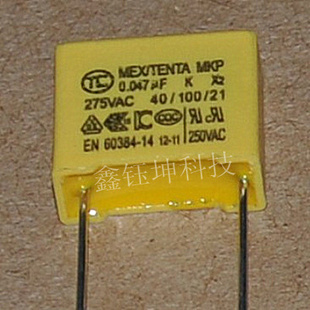 TC MEX/TENTA MKP
0.047µF K X2
275VAC 40/100/21
EN 60384-14 12-11 250VAC
鑫钰坤科技